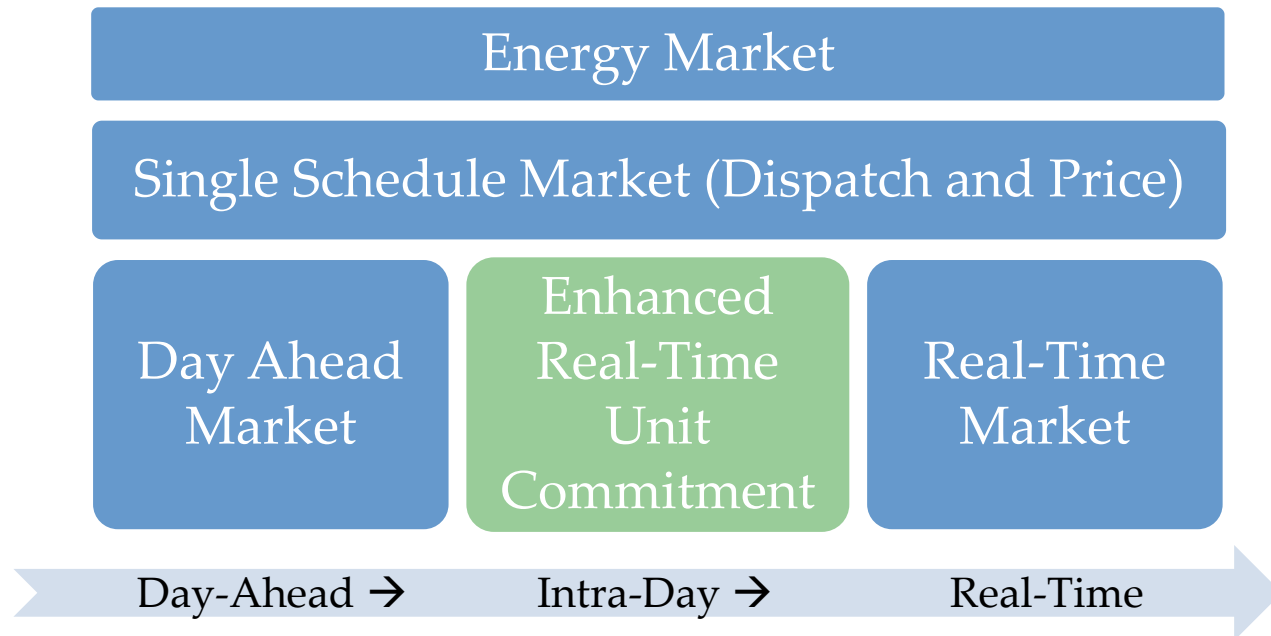 Energy Market
Single Schedule Market (Dispatch and Price)
Day Ahead
Market
Enhanced
Real-Time
Unit
Commitment
Real-Time
Market
Day-Ahead → Intra-Day → Real-Time